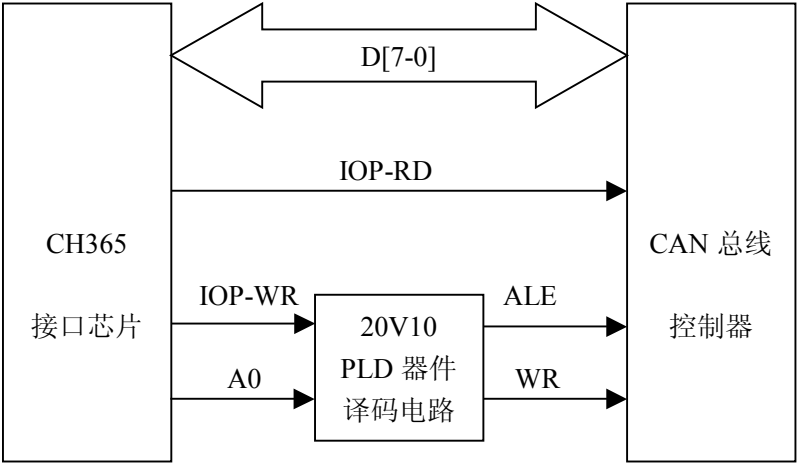 D[7-0]
IOP-RD
CH365
接口芯片
CAN 总线
控制器
IOP-WR
A0
20V10
PLD 器件
译码电路
ALE
WR